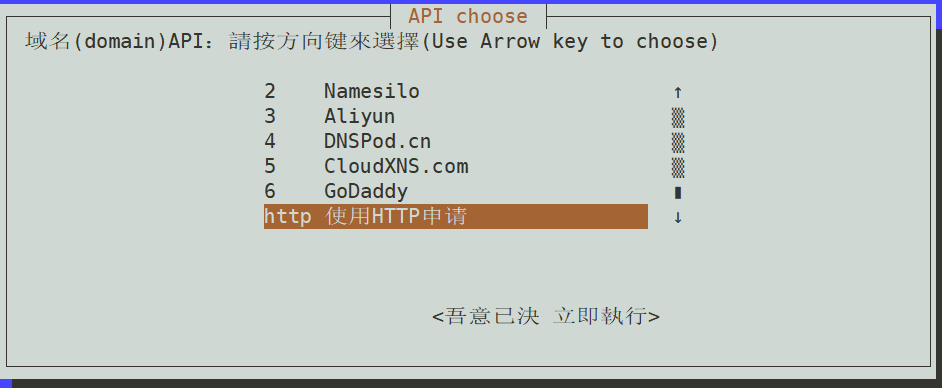 API choose
域名(domain)API：請按方向键來選擇(Use Arrow key to choose)
2 Namesilo ↑
3 Aliyun
4 DNSPod.cn
5 CloudXNS.com
6 GoDaddy
http 使用HTTP申请 ↓
<吾意已決 立即執行>